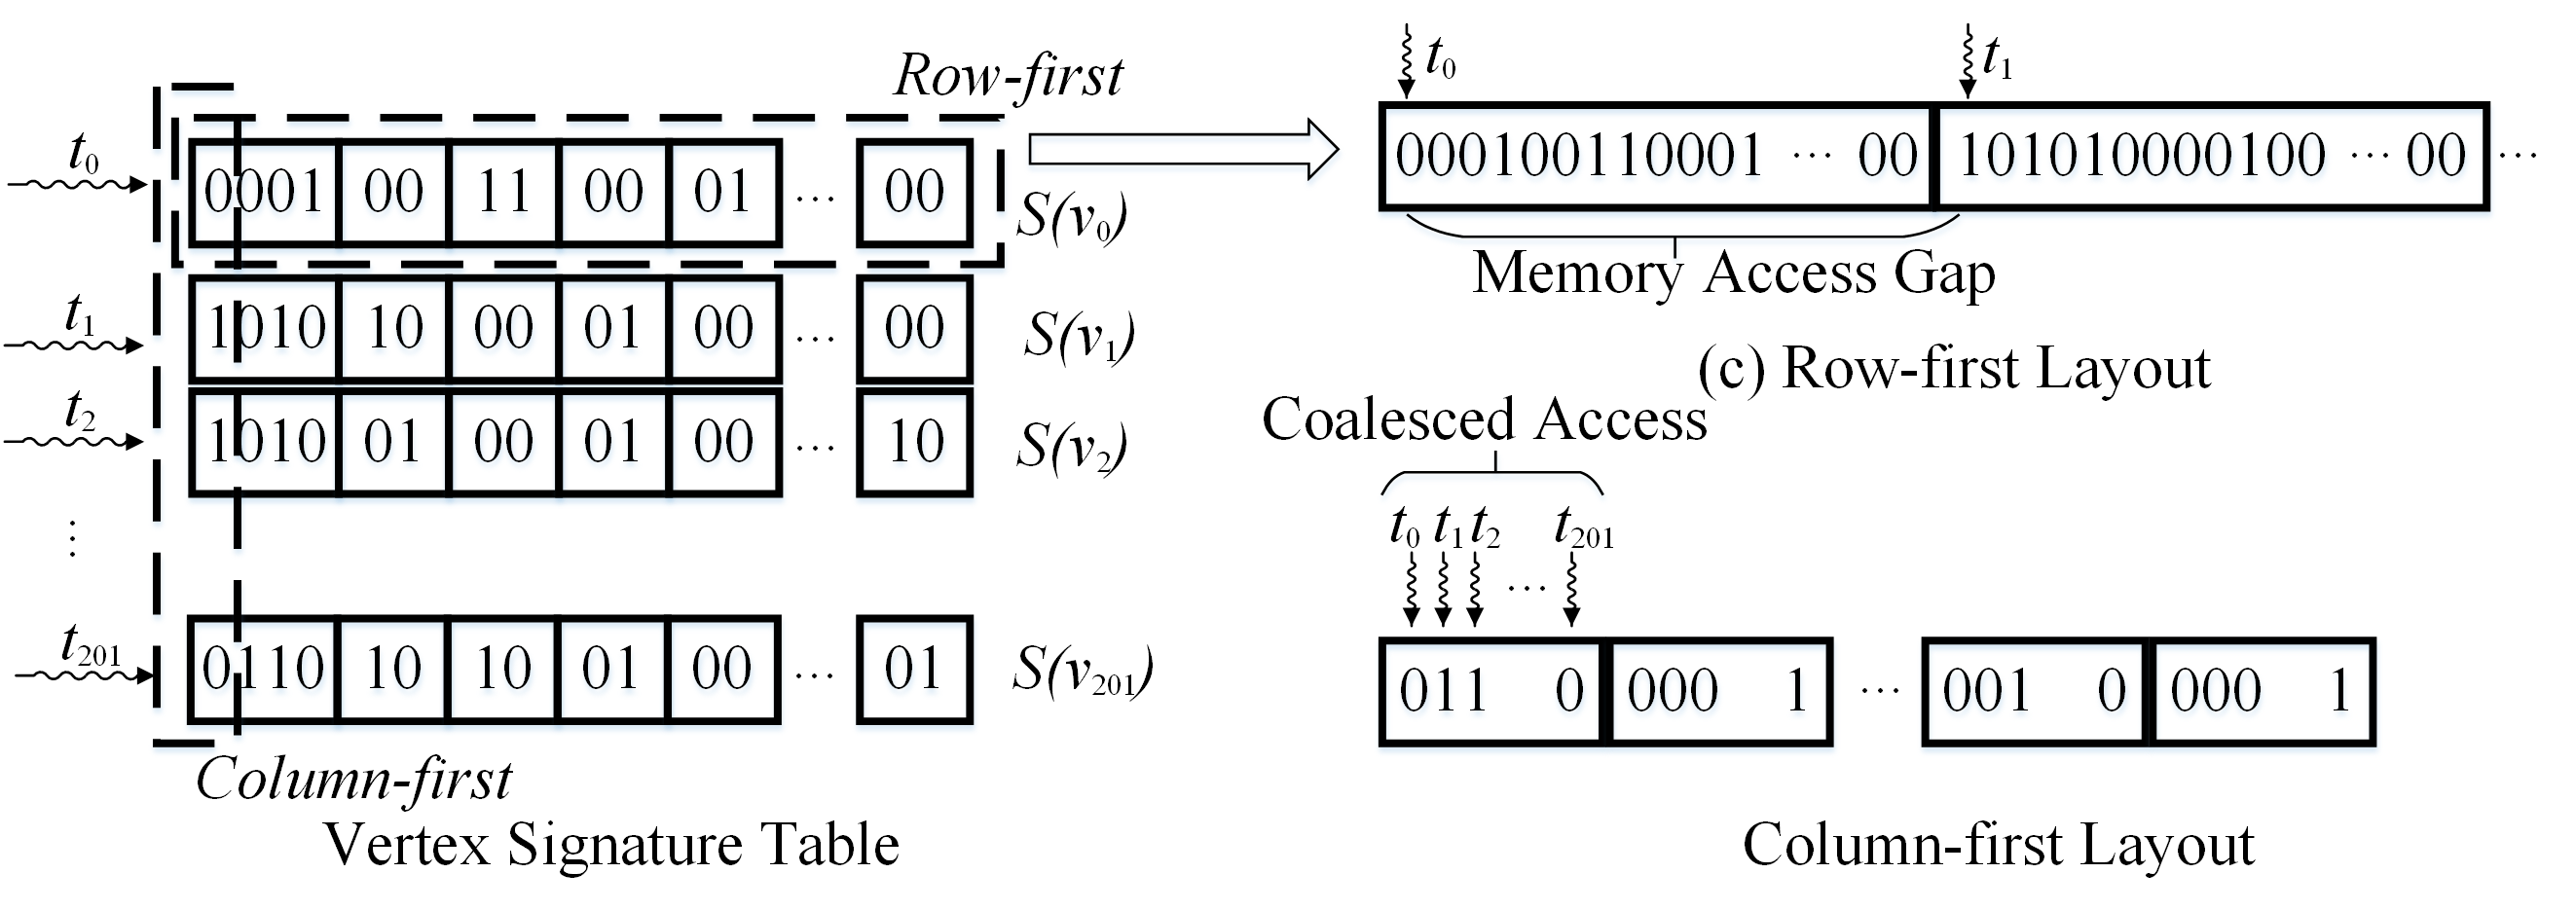 Row-first
t0
0001 00 11 00 01 ... 00
S(v0)
t1
1010 10 00 01 00 ... 00
S(v1)
t2
1010 01 00 01 00 ... 10
S(v2)
⋮
t201
0110 10 10 01 00 ... 01
S(v201)
Column-first
Vertex Signature Table
t0 t1
000100110001 ... 00 101010000100 ... 00 ...
Memory Access Gap
(c) Row-first Layout
Coalesced Access
t0 t1 t2 ... t201
011 0 000 1 ... 001 0 000 1
Column-first Layout